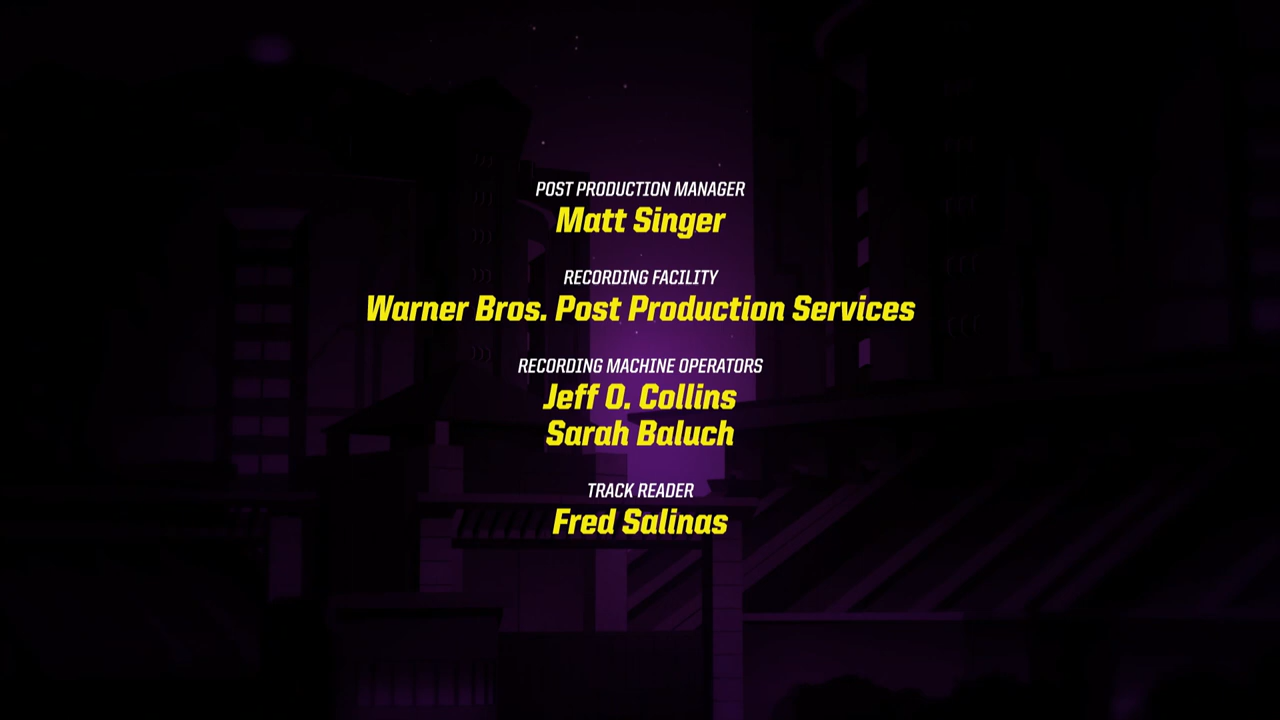 POST PRODUCTION MANAGER
Matt Singer
RECORDING FACILITY
Warner Bros. Post Production Services
RECORDING MACHINE OPERATORS
Jeff O. Collins
Sarah Baluch
TRACK READER
Fred Salinas